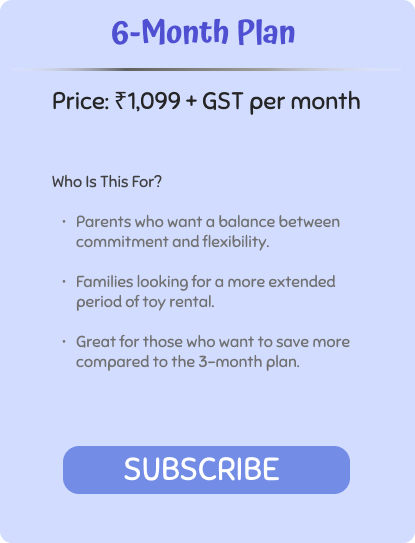 6-Month Plan
Price: ₹1,099 + GST per month
Who Is This For?
• Parents who want a balance between
commitment and flexibility.
• Families looking for a more extended
period of toy rental.
• Great for those who want to save more
compared to the 3-month plan.
SUBSCRIBE